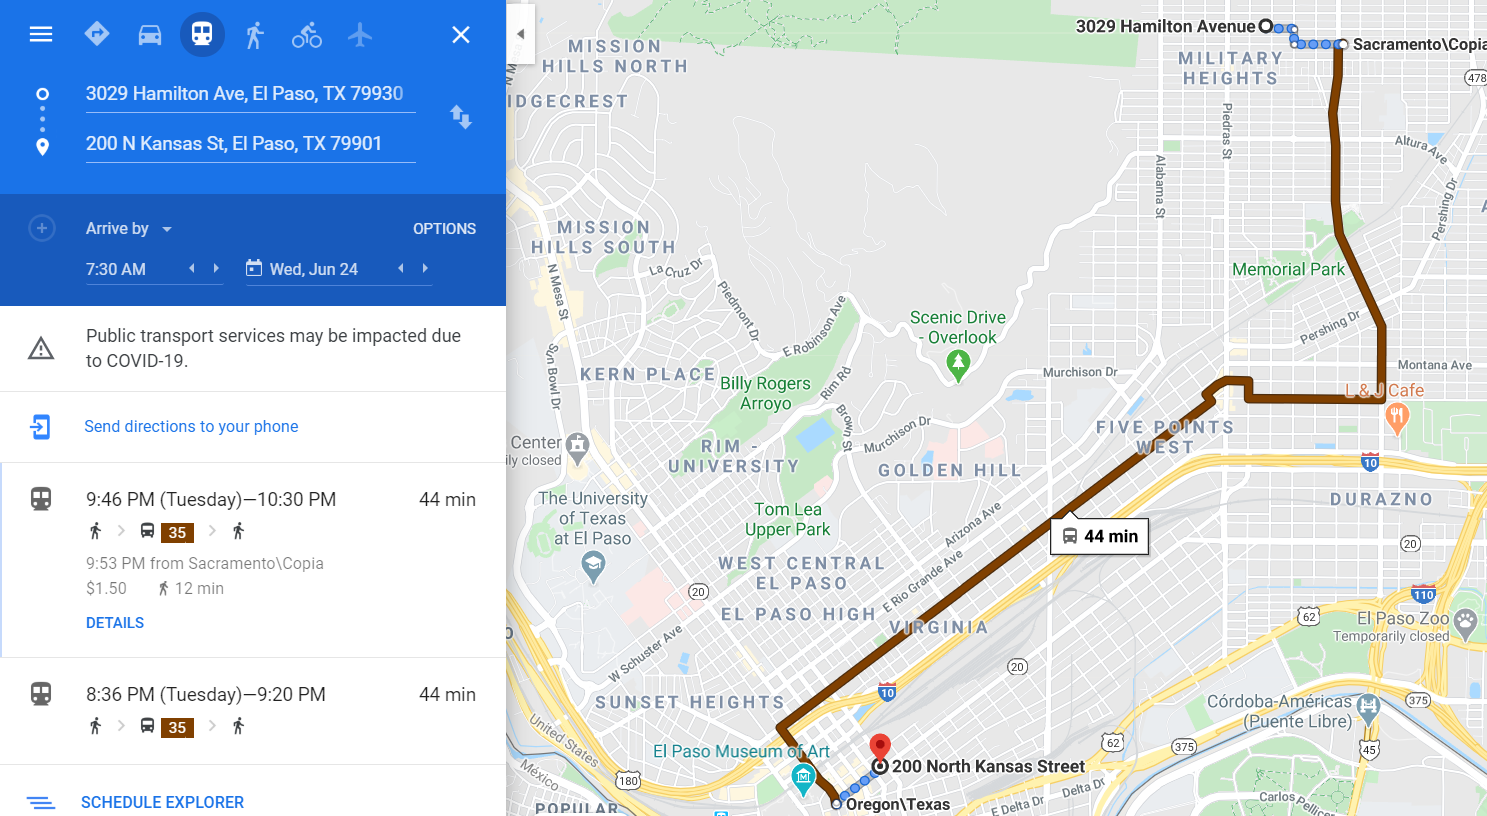 3029 Hamilton Ave, El Paso, TX 79930
200 N Kansas St, El Paso, TX 79901
Arrive by
OPTIONS
7:30 AM
Wed, Jun 24
Public transport services may be impacted due
to COVID-19.
Send directions to your phone
9:46 PM (Tuesday)—10:30 PM
44 min
35
9:53 PM from Sacramento\Copia
$1.50
12 min
DETAILS
8:36 PM (Tuesday)—9:20 PM
44 min
35
SCHEDULE EXPLORER
3029 Hamilton Avenue
Sacramento\Copia
MISSION
HILLS NORTH
MILITARY
HEIGHTS
478
IDGECREST
Piedras St
Altura Ave
Alabama St
Pershing Dr
MISSION
HILLS SOUTH
La Cruz Dr
N Mesa St
Piedmont Dr
Memorial Park
E Robinson Ave
Scenic Drive
- Overlook
Pershing Dr
Sun Bowl Dr
KERN PLACE
Rim Rd
Murchison Dr
Montana Ave
Billy Rogers
Arroyo
L & J Cafe
Brown St
Murchison Dr
FIVE POINTS
WEST
Center
ily closed
RIM -
UNIVERSITY
GOLDEN HILL
10
DURAZNO
The University
of Texas
at El Paso
Tom Lea
Upper Park
Arizona Ave
44 min
20
WEST CENTRAL
EL PASO
E Rio Grande Ave
20
110
EL PASO HIGH
VIRGINIA
62
El Paso Zoo
Temporarily closed
W Schuster Ave
20
SUNSET HEIGHTS
10
Córdoba-Américas
(Puente Libre)
375
United States
México
El Paso Museum of Art
62
375
45
200 North Kansas Street
180
Oregon\Texas
E Delta Dr
E Delta Dr
Carlos Pellicer
POPULAR